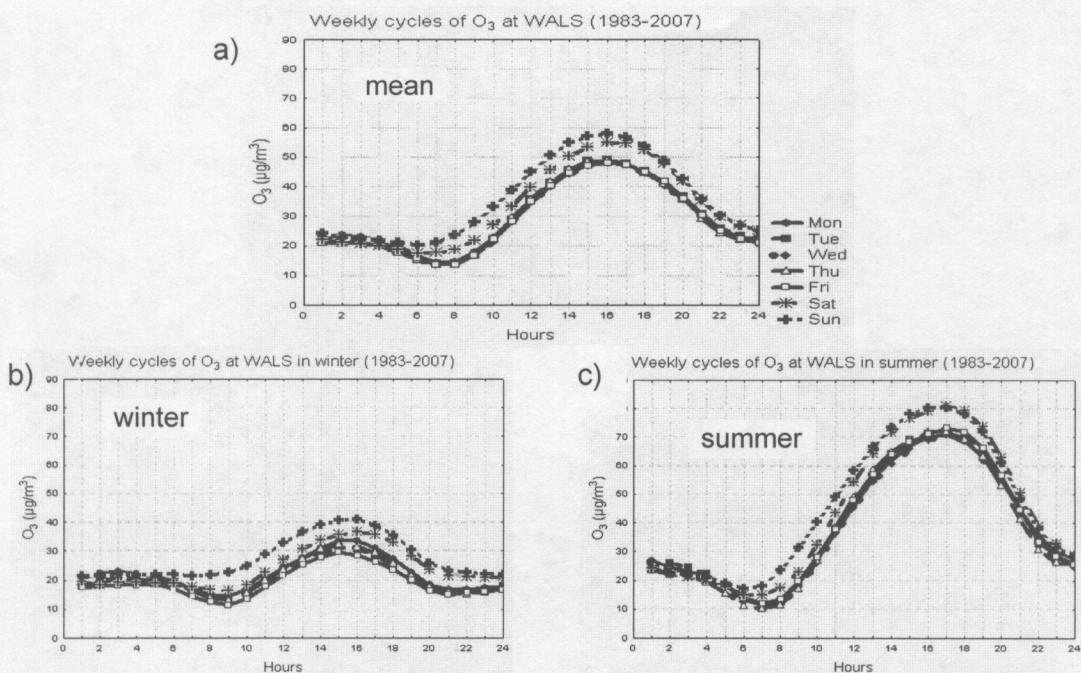 Weekly cycles of O3 at WALS (1983-2007)
a)
mean
90
80
70
60
50
40
30
20
10
0
O3 (µg/m3)
0 2 4 6 8 10 12 14 16 18 20 22 24
Hours
Mon
Tue
Wed
Thu
Fri
Sat
Sun
Weekly cycles of O3 at WALS in winter (1983-2007)
b)
winter
90
80
70
60
50
40
30
20
10
0
O3 (µg/m3)
0 2 4 6 8 10 12 14 16 18 20 22 24
Hours
Weekly cycles of O3 at WALS in summer (1983-2007)
c)
summer
70
60
50
40
30
20
10
0
O3 (µg/m3)
0 2 4 6 8 10 12 14 16 18 20 22 24
Hours